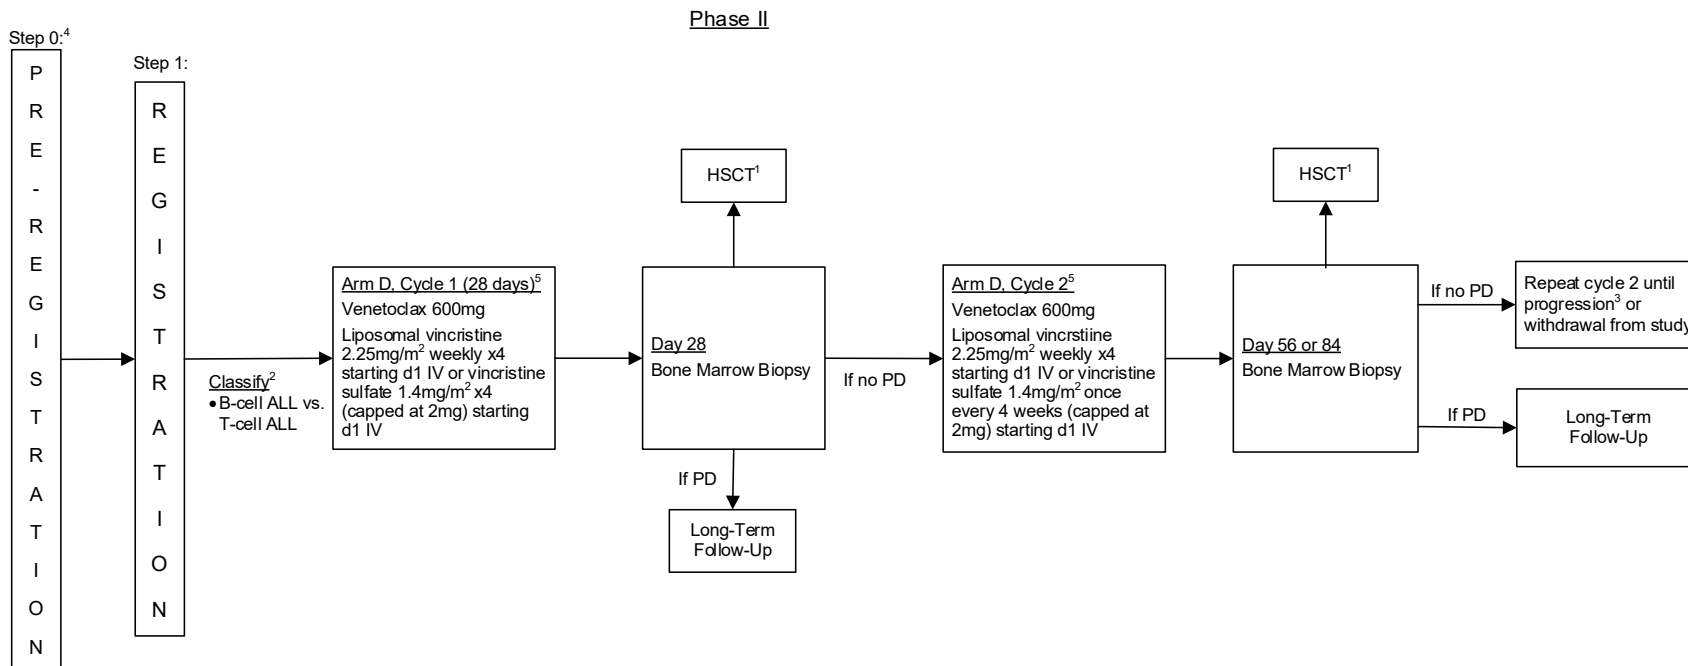 Phase II
Step 0:4
P
R
E
-
R
E
G
I
S
T
R
A
T
I
O
N
Step 1:
R
E
G
I
S
T
R
A
T
I
O
N
Classify2
• B-cell ALL vs.
T-cell ALL
Arm D, Cycle 1 (28 days)5
Venetoclax 600mg
Liposomal vincristine
2.25mg/m2 weekly x4
starting d1 IV or vincristine
sulfate 1.4mg/m2 x4
(capped at 2mg) starting
d1 IV
HSCT1
Day 28
Bone Marrow Biopsy
If PD
Long-Term
Follow-Up
If no PD
Arm D, Cycle 25
Venetoclax 600mg
Liposomal vincrstiine
2.25mg/m2 weekly x4
starting d1 IV or vincristine
sulfate 1.4mg/m2 once
every 4 weeks (capped at
2mg) starting d1 IV
HSCT1
Day 56 or 84
Bone Marrow Biopsy
If no PD
Repeat cycle 2 until
progression3 or
withdrawal from study
If PD
Long-Term
Follow-Up